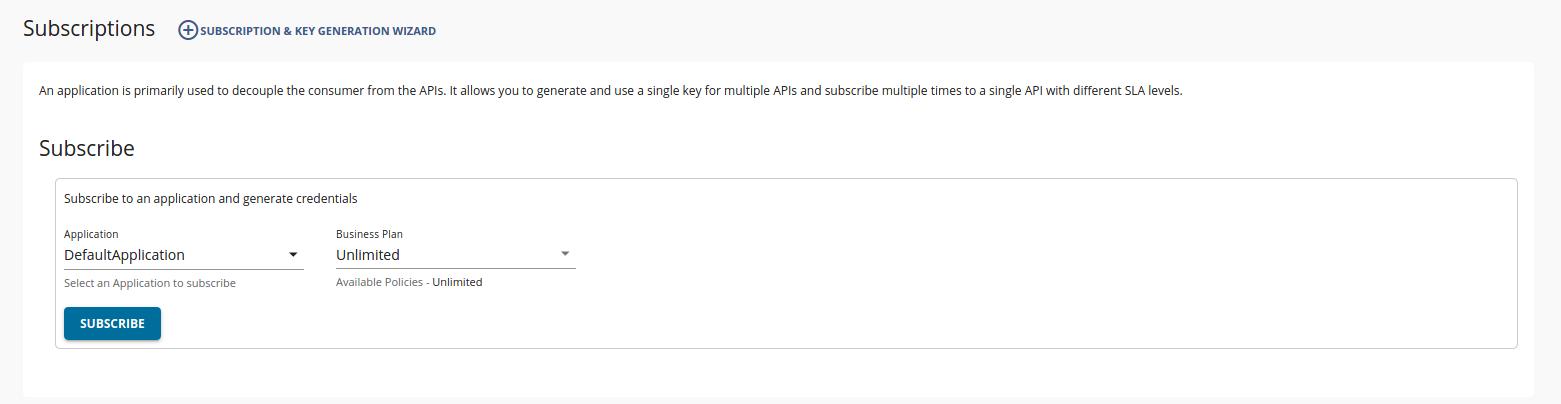 Subscriptions
SUBSCRIPTION & KEY GENERATION WIZARD
An application is primarily used to decouple the consumer from the APIs. It allows you to generate and use a single key for multiple APIs and subscribe multiple times to a single API with different SLA levels.
Subscribe
Subscribe to an application and generate credentials
Application
DefaultApplication
Select an Application to subscribe
Business Plan
Unlimited
Available Policies - Unlimited
SUBSCRIBE